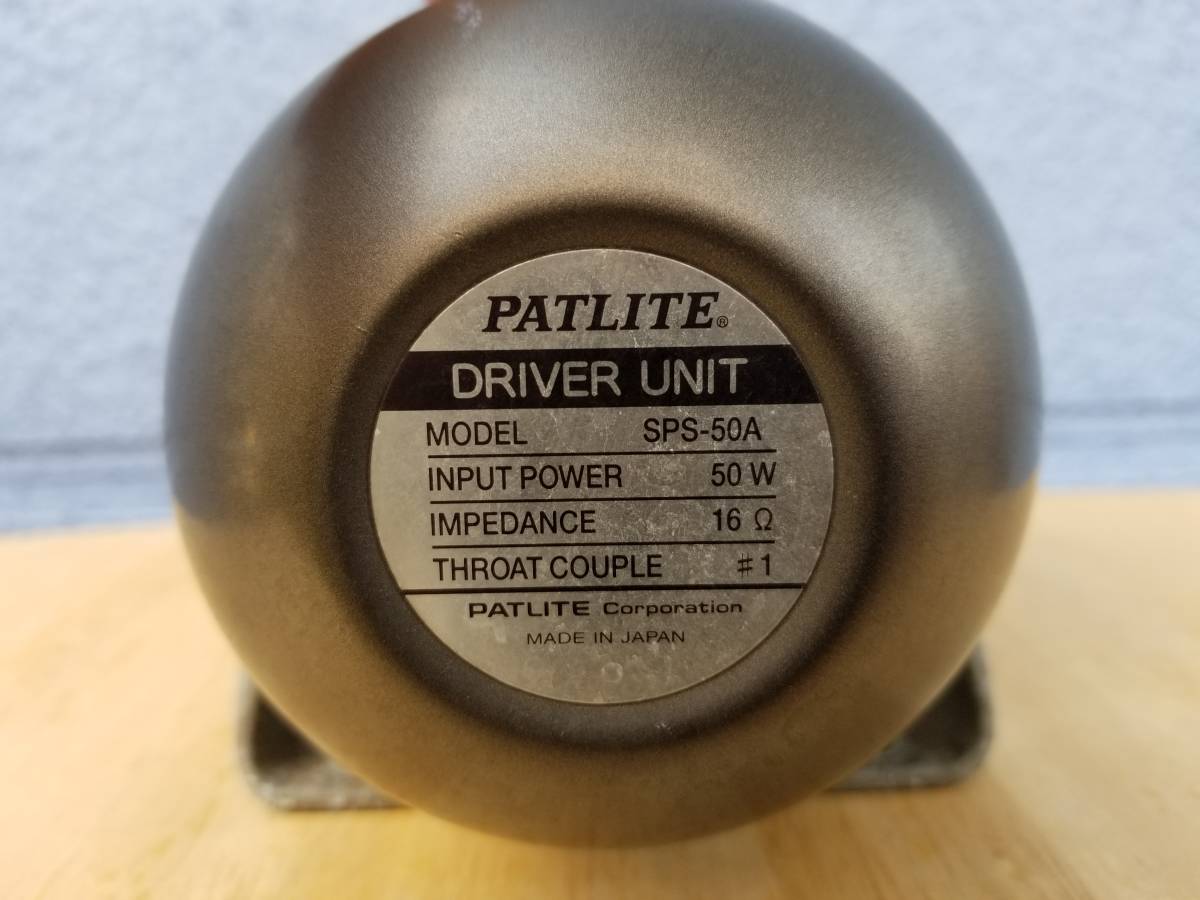 PATLITE®
DRIVER UNIT
MODEL SPS-50A
INPUT POWER 50 W
IMPEDANCE 16 Ω
THROAT COUPLE ♯1
PATLITE Corporation
MADE IN JAPAN